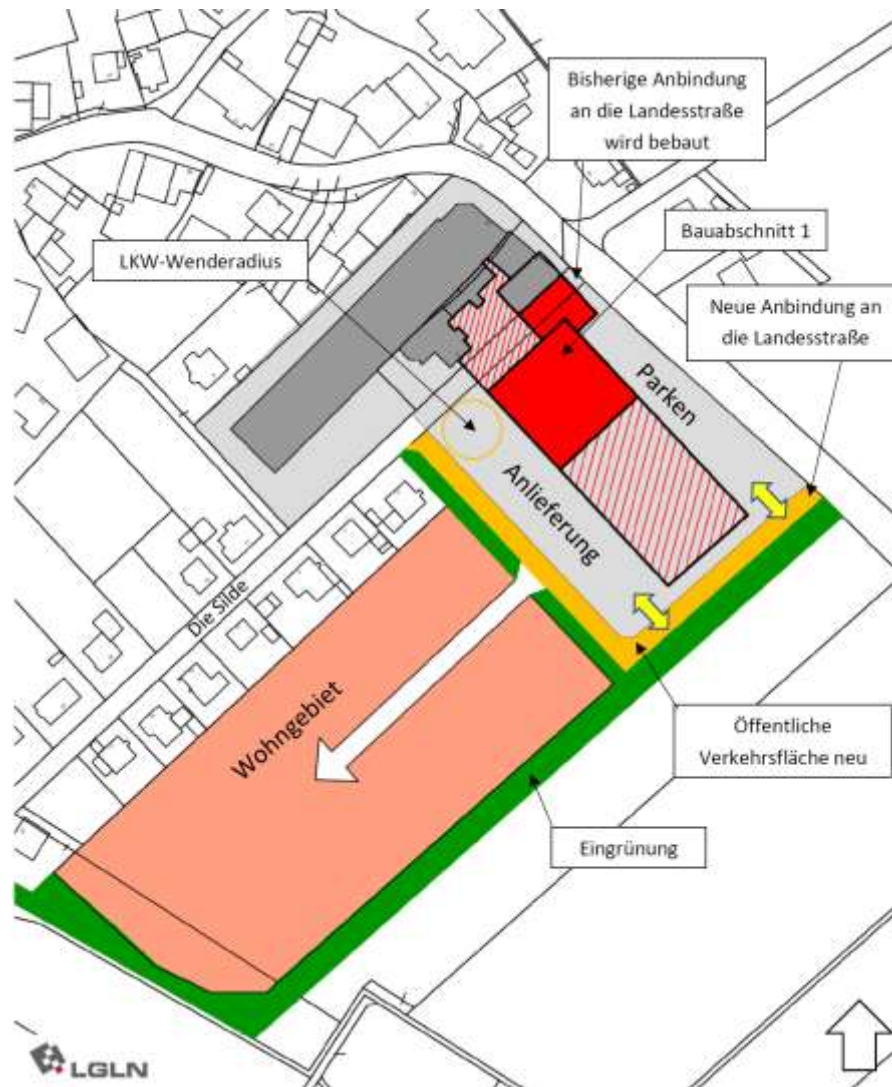 Bisherige Anbindung
an die Landesstraße
wird bebaut
Bauabschnitt 1
LKW-Wenderadius
Neue Anbindung an
die Landesstraße
Parken
Anlieferung
Die Silde
Wohngebiet
Öffentliche
Verkehrsfläche neu
Eingrünung
LGLN